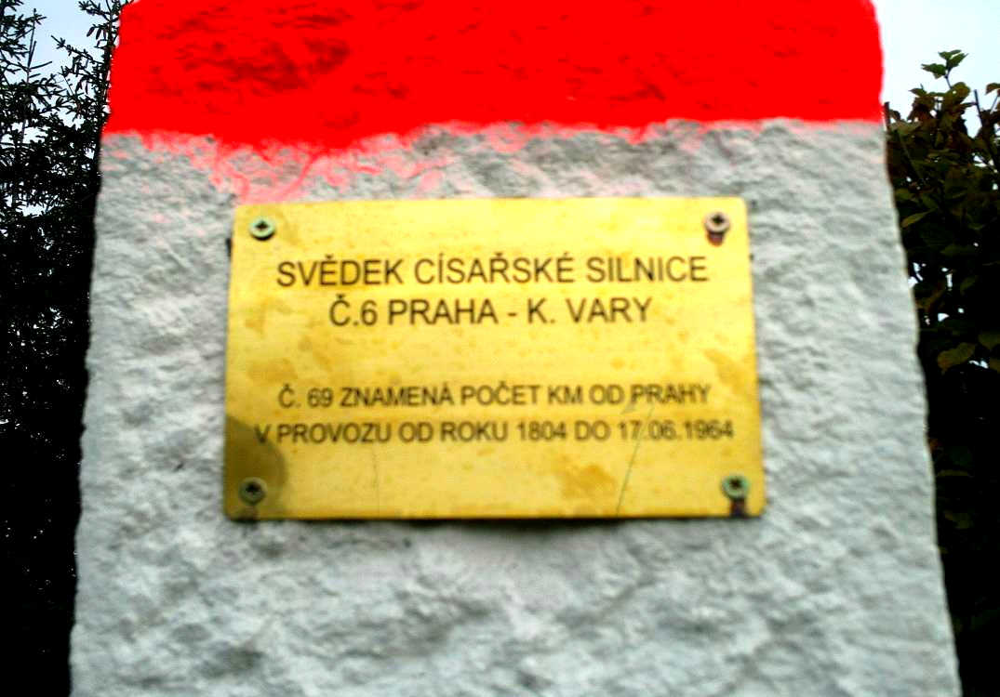 SVĚDEK CÍSAŘSKÉ SILNICE
Č.6 PRAHA - K. VARY
Č. 69 ZNAMENÁ POČET KM OD PRAHY
V PROVOZU OD ROKU 1804 DO 17.06.1964